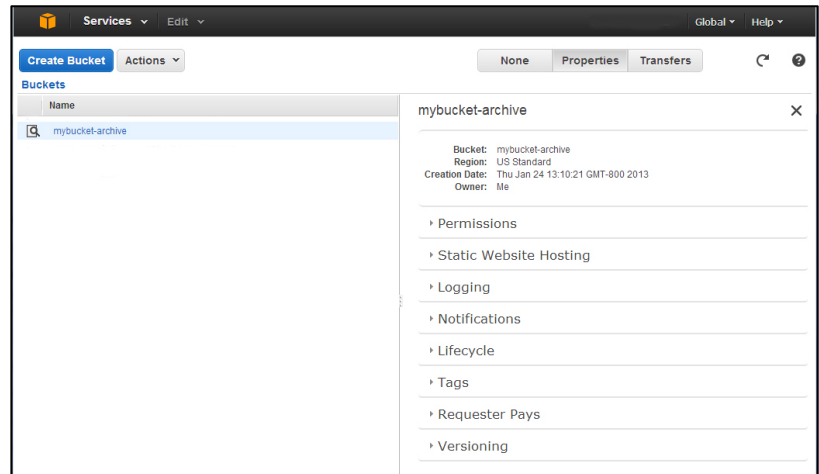 Services Edit Global Help
Create Bucket Actions None Properties Transfers
Buckets
Name
mybucket-archive
mybucket-archive
Bucket: mybucket-archive
Region: US Standard
Creation Date: Thu Jan 24 13:10:21 GMT-800 2013
Owner: Me
Permissions
Static Website Hosting
Logging
Notifications
Lifecycle
Tags
Requester Pays
Versioning